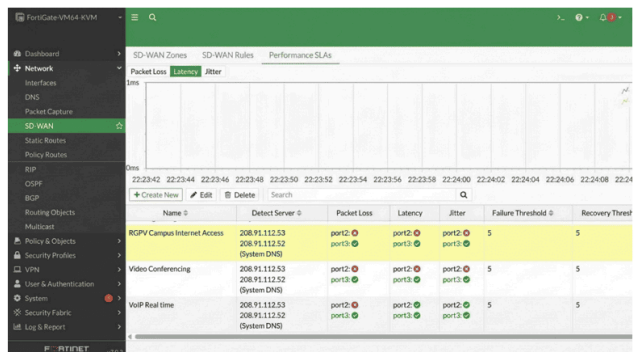 FortiGate-VM64-KVM
Dashboard
Network
Interfaces
DNS
Packet Capture
SD-WAN
Static Routes
Policy Routes
RIP
OSPF
BGP
Routing Objects
Multicast
Policy & Objects
Security Profiles
VPN
User & Authentication
System
Security Fabric
Log & Report
FORTINET
SD-WAN Zones SD-WAN Rules Performance SLAs
Packet Loss Latency Jitter
1ms
0ms
22:23:42 22:23:44 22:23:46 22:23:48 22:23:50 22:23:52 22:23:54 22:23:56 22:23:58 22:24:00 22:24:02 22:24:04 22:24:06 22:24:08 22:24
+ Create New Edit Delete Search
Name Detect Server Packet Loss Latency Jitter Failure Threshold Recovery Thresh
RGPV Campus Internet Access 208.91.112.53 port2: port2: port2: 5 5
208.91.112.52 port3: port3: port3:
(System DNS)
Video Conferencing 208.91.112.53 port2: port2: port2: 5 5
208.91.112.52 port3: port3: port3:
(System DNS)
VoIP Real time 208.91.112.53 port2: port2: port2: 5 5
208.91.112.52 port3: port3: port3:
(System DNS)